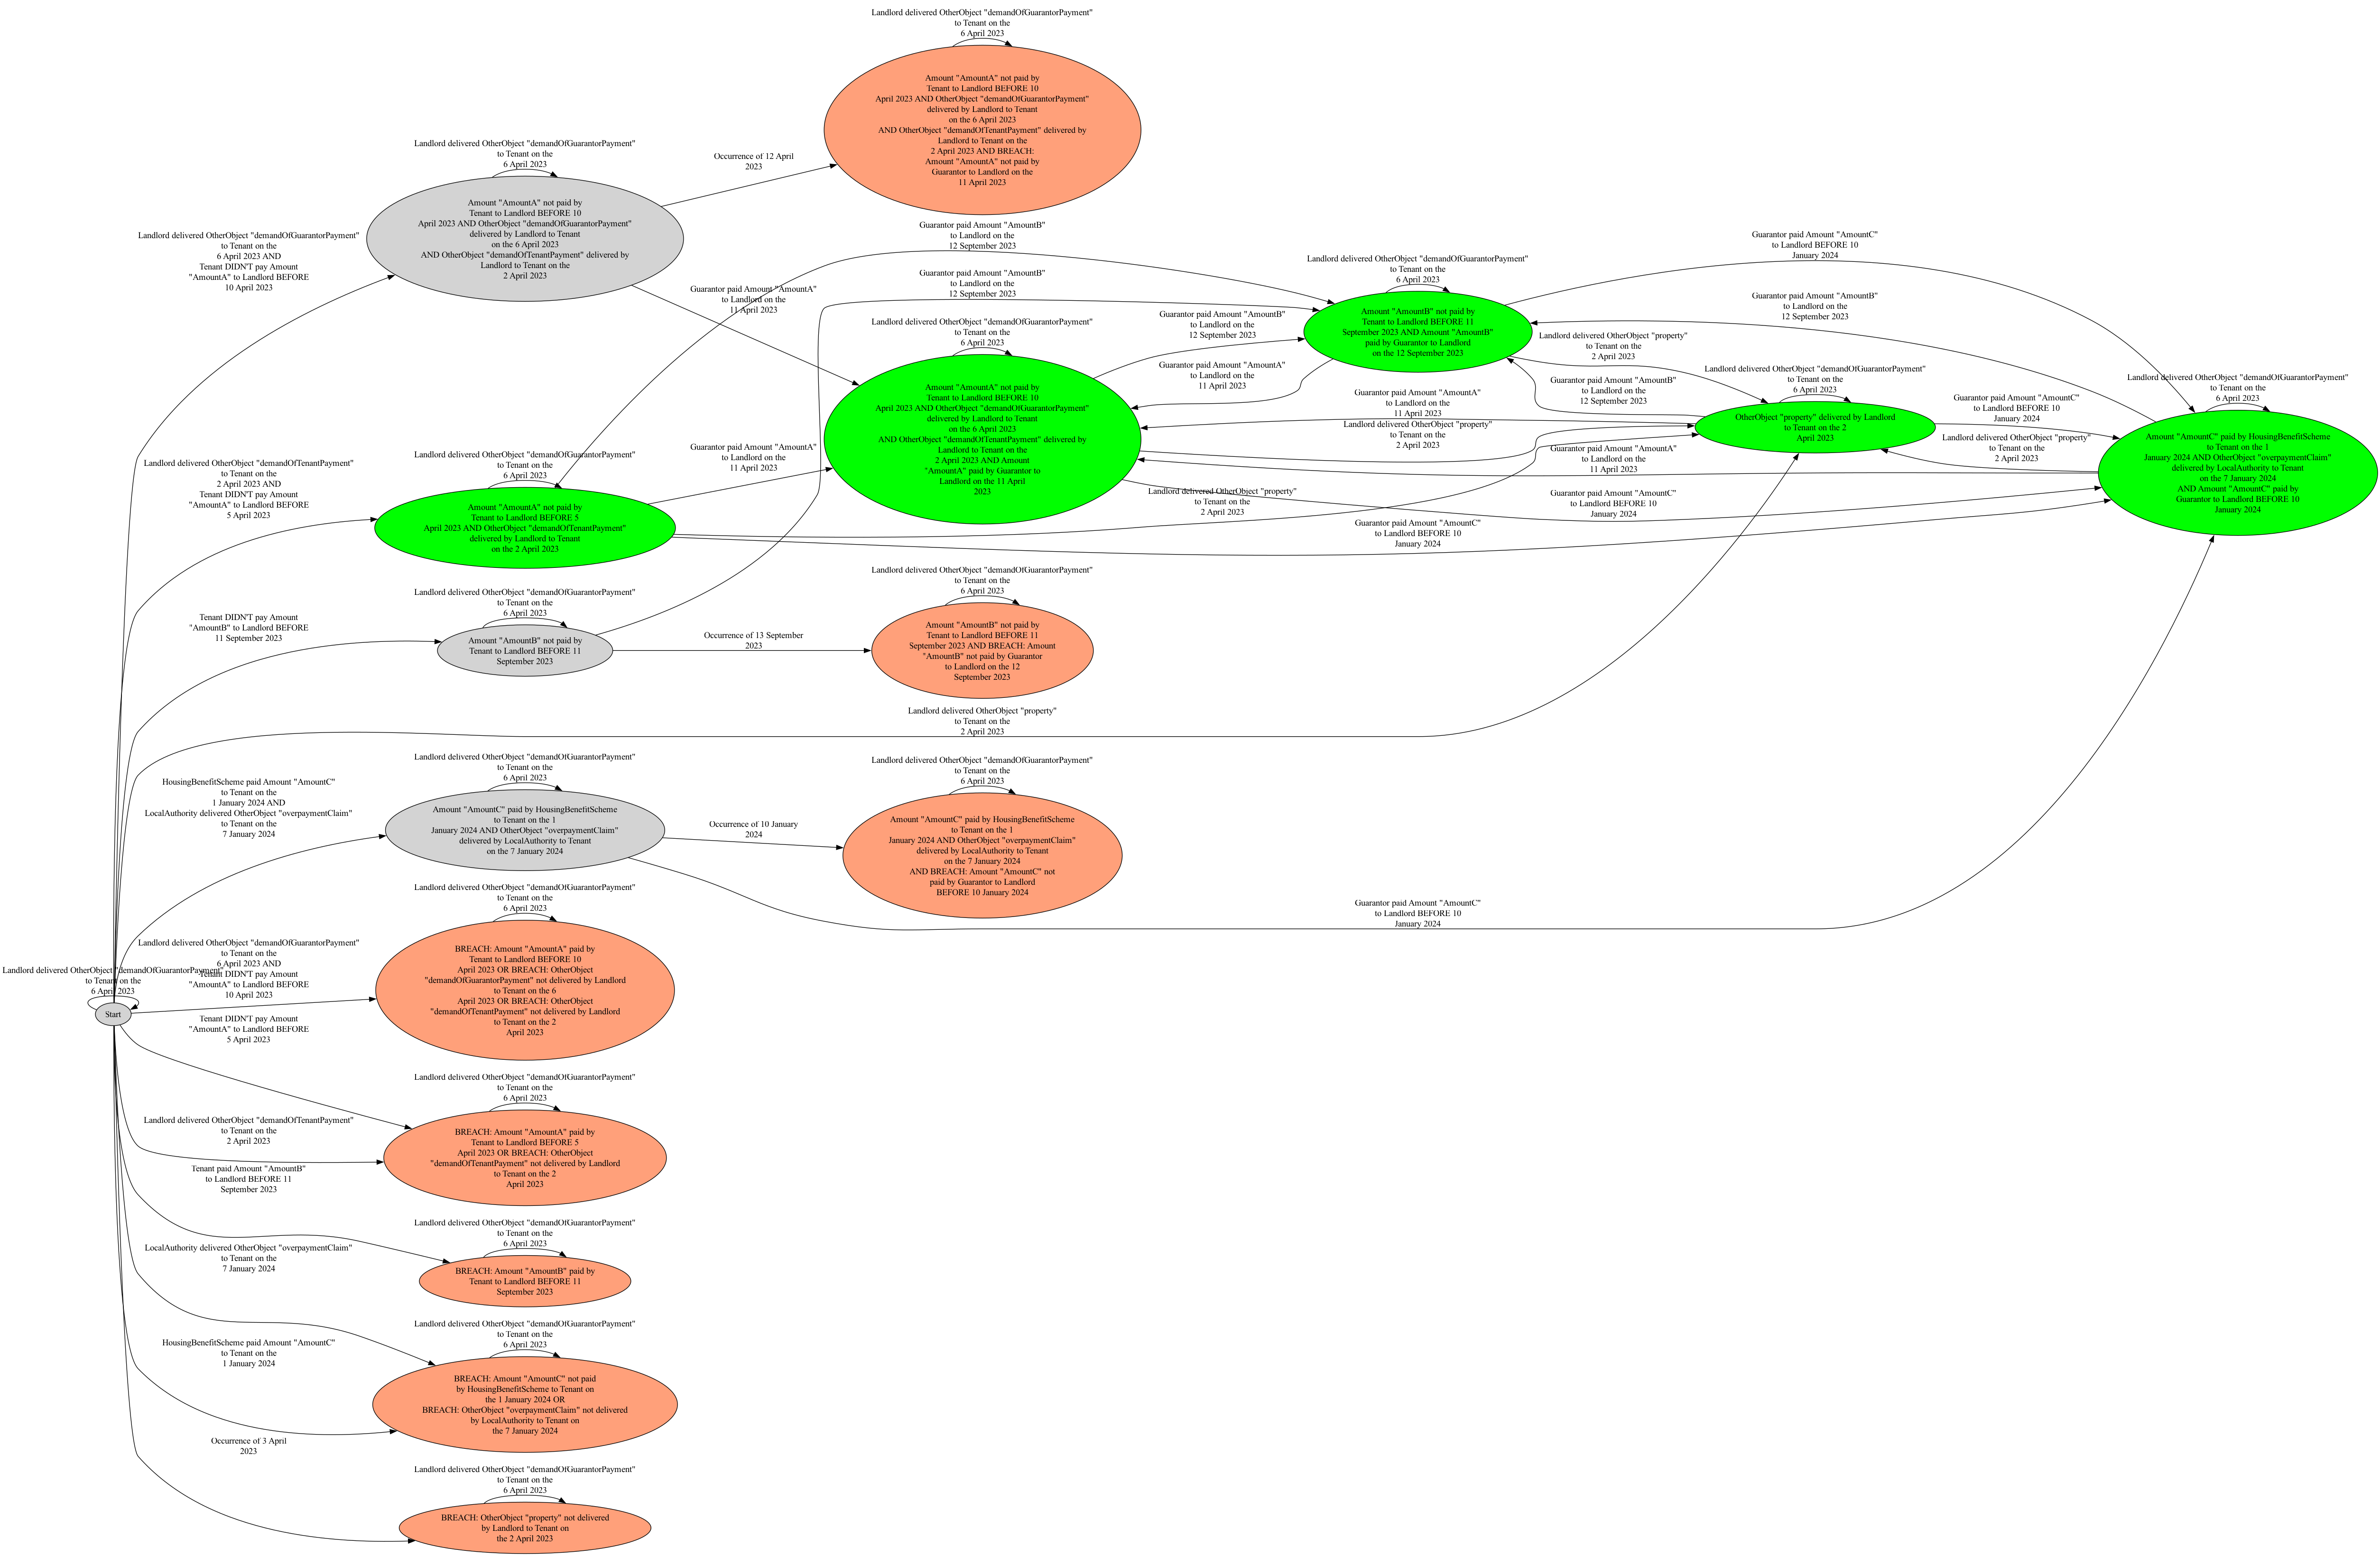 Landlord delivered OtherObject "demandOfGuarantorPayment"
to Tenant on the
6 April 2023
Amount "AmountA" not paid by
Tenant to Landlord BEFORE 10
April 2023 AND OtherObject "demandOfGuarantorPayment"
delivered by Landlord to Tenant
on the 6 April 2023
AND OtherObject "demandOfTenantPayment" delivered by
Landlord to Tenant on the
2 April 2023 AND BREACH:
Amount "AmountA" not paid by
Guarantor to Landlord on the
11 April 2023
Landlord delivered OtherObject "demandOfGuarantorPayment"
to Tenant on the
6 April 2023
Occurrence of 12 April
2023
Amount "AmountA" not paid by
Tenant to Landlord BEFORE 10
April 2023 AND OtherObject "demandOfGuarantorPayment"
delivered by Landlord to Tenant
on the 6 April 2023
AND OtherObject "demandOfTenantPayment" delivered by
Landlord to Tenant on the
2 April 2023
Landlord delivered OtherObject "demandOfGuarantorPayment"
to Tenant on the
6 April 2023 AND
Tenant DIDN'T pay Amount
"AmountA" to Landlord BEFORE
10 April 2023
Guarantor paid Amount "AmountB"
to Landlord on the
12 September 2023
Guarantor paid Amount "AmountB"
to Landlord on the
12 September 2023
Guarantor paid Amount "AmountA"
to Landlord on the
11 April 2023
Landlord delivered OtherObject "demandOfGuarantorPayment"
to Tenant on the
6 April 2023
Amount "AmountB" not paid by
Tenant to Landlord BEFORE 11
September 2023 AND Amount "AmountB"
paid by Guarantor to Landlord
on the 12 September 2023
Guarantor paid Amount "AmountC"
to Landlord BEFORE 10
January 2024
Guarantor paid Amount "AmountB"
to Landlord on the
12 September 2023
Landlord delivered OtherObject "demandOfGuarantorPayment"
to Tenant on the
6 April 2023
Amount "AmountA" not paid by
Tenant to Landlord BEFORE 10
April 2023 AND OtherObject "demandOfGuarantorPayment"
delivered by Landlord to Tenant
on the 6 April 2023
AND OtherObject "demandOfTenantPayment" delivered by
Landlord to Tenant on the
2 April 2023 AND Amount
"AmountA" paid by Guarantor to
Landlord on the 11 April
2023
Guarantor paid Amount "AmountB"
to Landlord on the
12 September 2023
Guarantor paid Amount "AmountA"
to Landlord on the
11 April 2023
Guarantor paid Amount "AmountA"
to Landlord on the
11 April 2023
Landlord delivered OtherObject "property"
to Tenant on the
2 April 2023
Landlord delivered OtherObject "property"
to Tenant on the
2 April 2023
Guarantor paid Amount "AmountB"
to Landlord on the
12 September 2023
Guarantor paid Amount "AmountA"
to Landlord on the
11 April 2023
Landlord delivered OtherObject "demandOfGuarantorPayment"
to Tenant on the
6 April 2023
OtherObject "property" delivered by Landlord
to Tenant on the 2
April 2023
Guarantor paid Amount "AmountC"
to Landlord BEFORE 10
January 2024
Landlord delivered OtherObject "property"
to Tenant on the
2 April 2023
Landlord delivered OtherObject "demandOfGuarantorPayment"
to Tenant on the
6 April 2023
Amount "AmountC" paid by HousingBenefitScheme
to Tenant on the 1
January 2024 AND OtherObject "overpaymentClaim"
delivered by LocalAuthority to Tenant
on the 7 January 2024
AND Amount "AmountC" paid by
Guarantor to Landlord BEFORE 10
January 2024
Landlord delivered OtherObject "demandOfTenantPayment"
to Tenant on the
2 April 2023 AND
Tenant DIDN'T pay Amount
"AmountA" to Landlord BEFORE
5 April 2023
Landlord delivered OtherObject "demandOfGuarantorPayment"
to Tenant on the
6 April 2023
Amount "AmountA" not paid by
Tenant to Landlord BEFORE 5
April 2023 AND OtherObject "demandOfTenantPayment"
delivered by Landlord to Tenant
on the 2 April 2023
Guarantor paid Amount "AmountA"
to Landlord on the
11 April 2023
Landlord delivered OtherObject "property"
to Tenant on the
2 April 2023
Guarantor paid Amount "AmountC"
to Landlord BEFORE 10
January 2024
Guarantor paid Amount "AmountC"
to Landlord BEFORE 10
January 2024
Tenant DIDN'T pay Amount
"AmountB" to Landlord BEFORE
11 September 2023
Landlord delivered OtherObject "demandOfGuarantorPayment"
to Tenant on the
6 April 2023
Amount "AmountB" not paid by
Tenant to Landlord BEFORE 11
September 2023
Occurrence of 13 September
2023
Landlord delivered OtherObject "demandOfGuarantorPayment"
to Tenant on the
6 April 2023
Amount "AmountB" not paid by
Tenant to Landlord BEFORE 11
September 2023 AND BREACH: Amount
"AmountB" not paid by Guarantor
to Landlord on the 12
September 2023
Landlord delivered OtherObject "property"
to Tenant on the
2 April 2023
HousingBenefitScheme paid Amount "AmountC"
to Tenant on the
1 January 2024 AND
LocalAuthority delivered OtherObject "overpaymentClaim"
to Tenant on the
7 January 2024
Landlord delivered OtherObject "demandOfGuarantorPayment"
to Tenant on the
6 April 2023
Amount "AmountC" paid by HousingBenefitScheme
to Tenant on the 1
January 2024 AND OtherObject "overpaymentClaim"
delivered by LocalAuthority to Tenant
on the 7 January 2024
Occurrence of 10 January
2024
Landlord delivered OtherObject "demandOfGuarantorPayment"
to Tenant on the
6 April 2023
Amount "AmountC" paid by HousingBenefitScheme
to Tenant on the 1
January 2024 AND OtherObject "overpaymentClaim"
delivered by LocalAuthority to Tenant
on the 7 January 2024
AND BREACH: Amount "AmountC" not
paid by Guarantor to Landlord
BEFORE 10 January 2024
Guarantor paid Amount "AmountC"
to Landlord BEFORE 10
January 2024
Landlord delivered OtherObject "demandOfGuarantorPayment"
to Tenant on the
6 April 2023
Start
Landlord delivered OtherObject "demandOfGuarantorPayment"
to Tenant on the
6 April 2023 AND
Tenant DIDN'T pay Amount
"AmountA" to Landlord BEFORE
10 April 2023
Landlord delivered OtherObject "demandOfGuarantorPayment"
to Tenant on the
6 April 2023
BREACH: Amount "AmountA" paid by
Tenant to Landlord BEFORE 10
April 2023 OR BREACH: OtherObject
"demandOfGuarantorPayment" not delivered by Landlord
to Tenant on the 6
April 2023 OR BREACH: OtherObject
"demandOfTenantPayment" not delivered by Landlord
to Tenant on the 2
April 2023
Tenant DIDN'T pay Amount
"AmountA" to Landlord BEFORE
5 April 2023
Landlord delivered OtherObject "demandOfGuarantorPayment"
to Tenant on the
6 April 2023
BREACH: Amount "AmountA" paid by
Tenant to Landlord BEFORE 5
April 2023 OR BREACH: OtherObject
"demandOfTenantPayment" not delivered by Landlord
to Tenant on the 2
April 2023
Landlord delivered OtherObject "demandOfTenantPayment"
to Tenant on the
2 April 2023
Tenant paid Amount "AmountB"
to Landlord BEFORE 11
September 2023
Landlord delivered OtherObject "demandOfGuarantorPayment"
to Tenant on the
6 April 2023
BREACH: Amount "AmountB" paid by
Tenant to Landlord BEFORE 11
September 2023
LocalAuthority delivered OtherObject "overpaymentClaim"
to Tenant on the
7 January 2024
Landlord delivered OtherObject "demandOfGuarantorPayment"
to Tenant on the
6 April 2023
HousingBenefitScheme paid Amount "AmountC"
to Tenant on the
1 January 2024
BREACH: Amount "AmountC" not paid
by HousingBenefitScheme to Tenant on
the 1 January 2024 OR
BREACH: OtherObject "overpaymentClaim" not delivered
by LocalAuthority to Tenant on
the 7 January 2024
Occurrence of 3 April
2023
Landlord delivered OtherObject "demandOfGuarantorPayment"
to Tenant on the
6 April 2023
BREACH: OtherObject "property" not delivered
by Landlord to Tenant on
the 2 April 2023